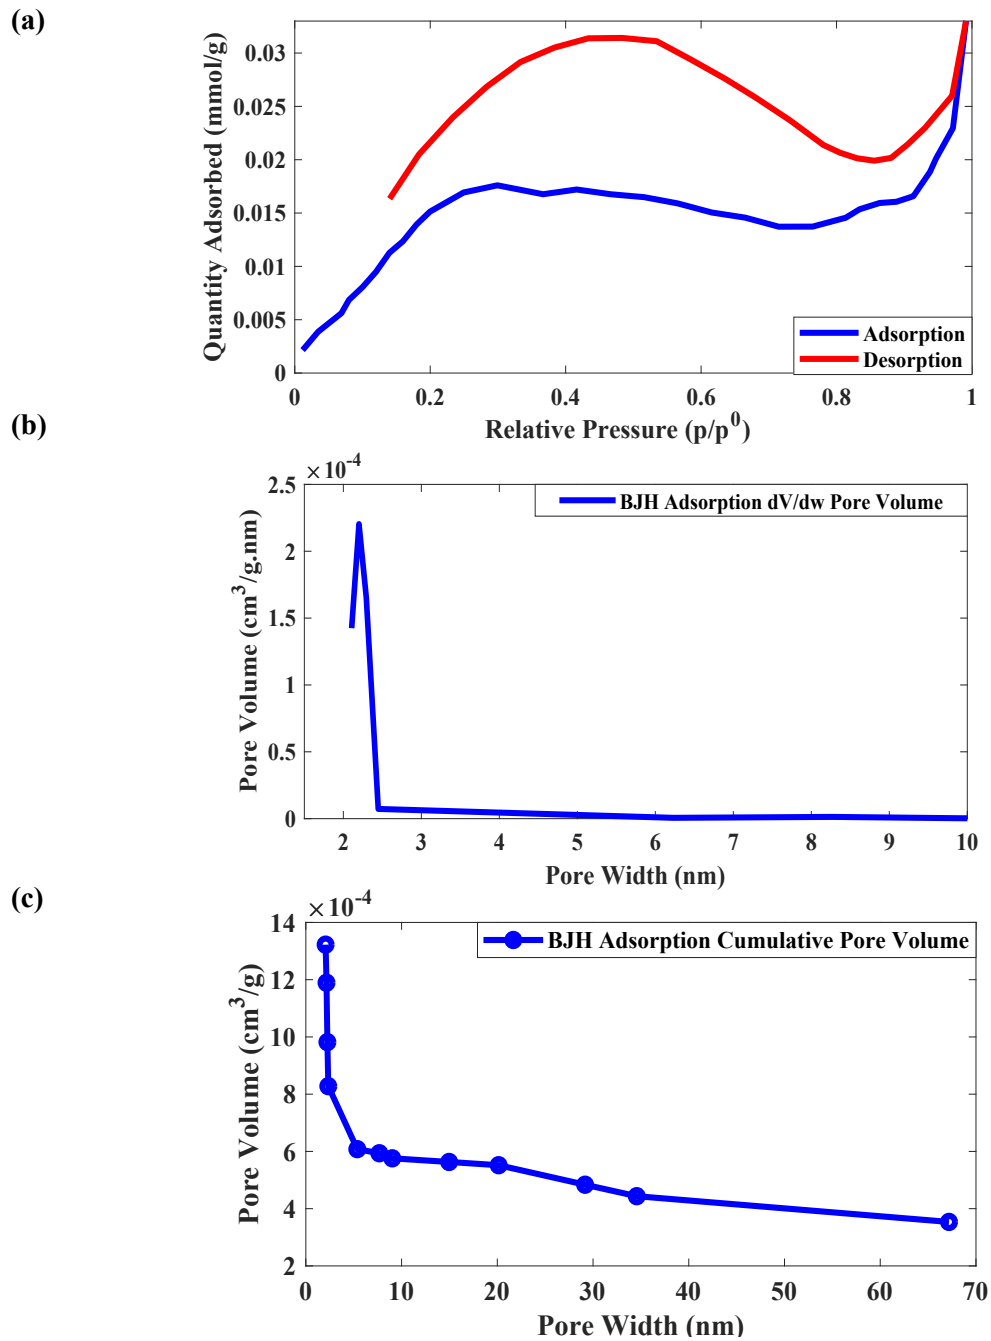 (a)
Quantity Adsorbed (mmol/g)
0.03
0.025
0.02
0.015
0.01
0.005
0
0 0.2 0.4 0.6 0.8 1
Relative Pressure (p/p⁰)
Adsorption
Desorption
(b)
×10⁻⁴
Pore Volume (cm³/g.nm)
2.5
2
1.5
1
0.5
0
2 3 4 5 6 7 8 9 10
Pore Width (nm)
BJH Adsorption dV/dw Pore Volume
(c)
×10⁻⁴
Pore Volume (cm³/g)
14
12
10
8
6
4
2
0 10 20 30 40 50 60 70
Pore Width (nm)
BJH Adsorption Cumulative Pore Volume